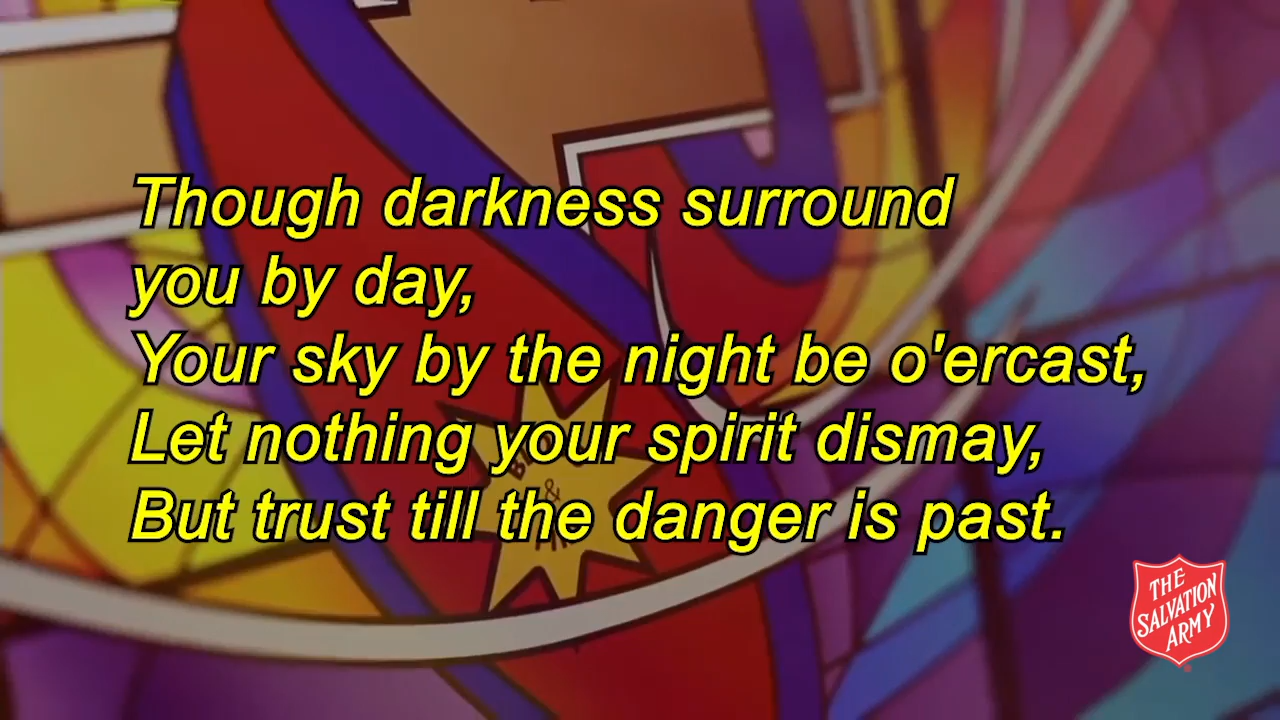 Though darkness surround
you by day,
Your sky by the night be o'ercast,
Let nothing your spirit dismay,
But trust till the danger is past.
&
THE
SALVATION
ARMY